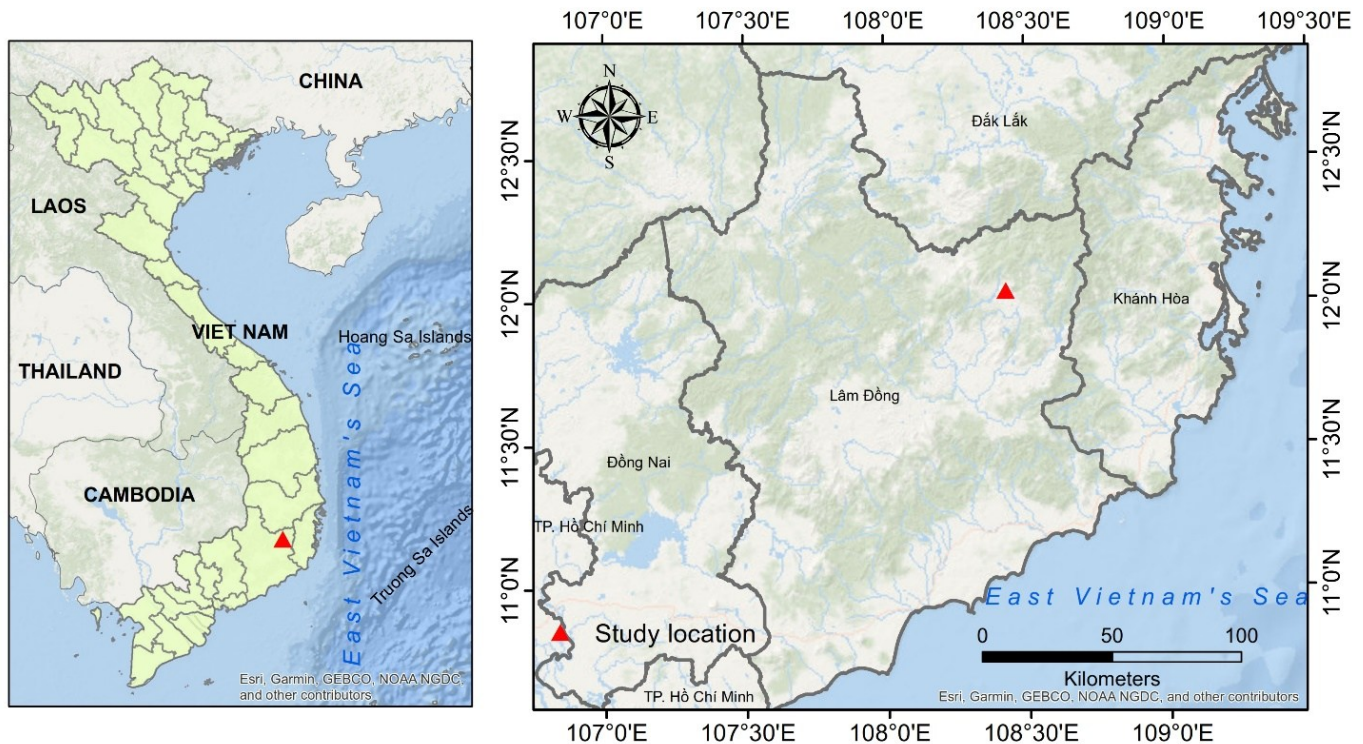 CHINA
LAOS
VIET NAM
Hoang Sa Islands
THAILAND
CAMBODIA
East Vietnam's Sea
Truong Sa Islands
Esri, Garmin, GEBCO, NOAA NGDC,
and other contributors
107°0'E 107°30'E 108°0'E 108°30'E 109°0'E 109°30'E
N
W E
S
12°30'N
12°0'N
11°30'N
11°0'N
Đắk Lắk
Khánh Hòa
Lâm Đồng
Đồng Nai
TP. Hồ Chí Minh
East Vietnam's Sea
Study location
TP. Hồ Chí Minh
0 50 100
Kilometers
Esri, Garmin, GEBCO, NOAA NGDC, and other contributors
12°30'N
12°0'N
11°30'N
11°0'N
107°0'E 107°30'E 108°0'E 108°30'E 109°0'E